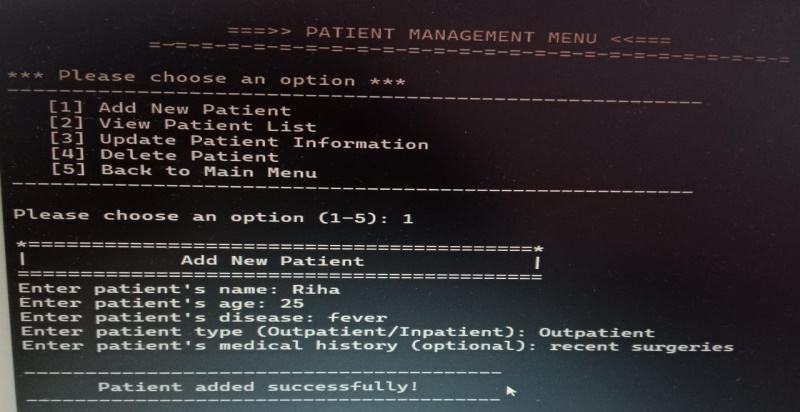 ===>> PATIENT MANAGEMENT MENU <<===
=-=-=-=-=-=-=-=-=-=-=-=-=-=-=-=-=-=-=-=-=-=-=-=-=
*** Please choose an option ***
------------------------------------------------------
[1] Add New Patient
[2] View Patient List
[3] Update Patient Information
[4] Delete Patient
[5] Back to Main Menu
------------------------------------------------------
Please choose an option (1-5): 1
*=======================================*
| Add New Patient |
=========================================
Enter patient's name: Riha
Enter patient's age: 25
Enter patient's disease: fever
Enter patient type (Outpatient/Inpatient): Outpatient
Enter patient's medical history (optional): recent surgeries
-------------------------------------
Patient added successfully!
-------------------------------------